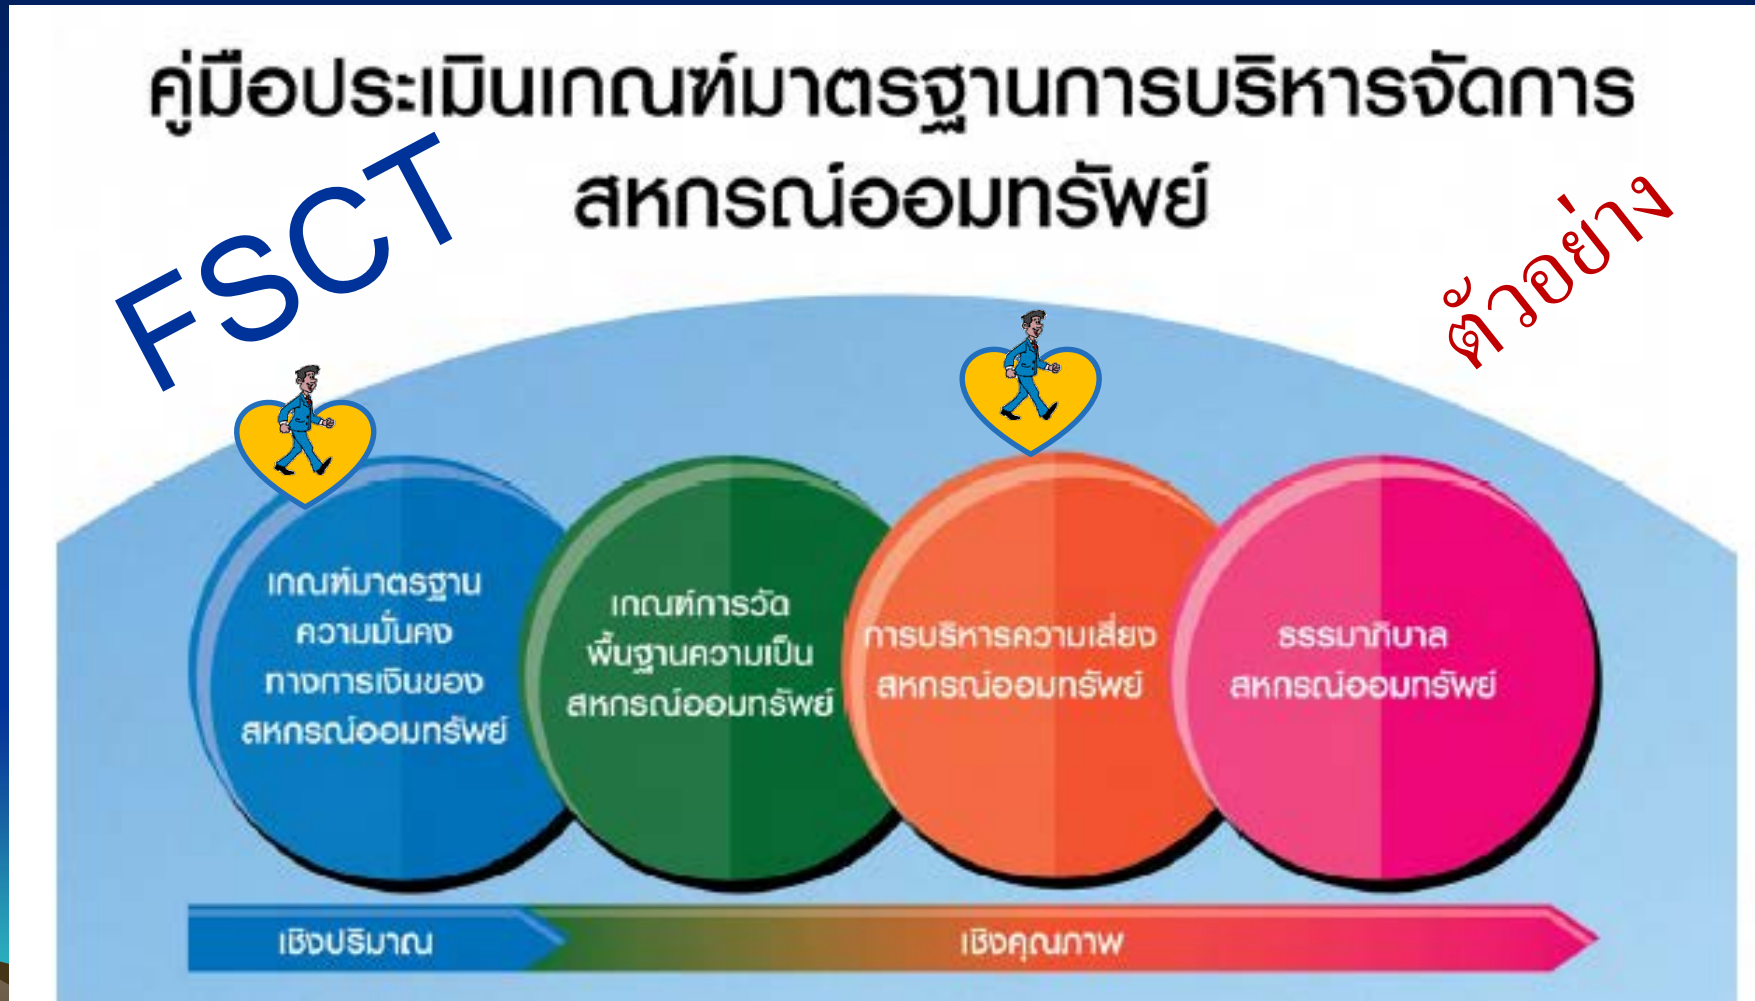 คู่มือประเมินเกณฑ์มาตรฐานการบริหารจัดการ
สหกรณ์ออมทรัพย์
FSCT
ตัวอย่าง
เกณฑ์มาตรฐาน
ความมั่นคง
ทางการเงินของ
สหกรณ์ออมทรัพย์
เกณฑ์การวัด
พื้นฐานความเป็น
สหกรณ์ออมทรัพย์
การบริหารความเสี่ยง
สหกรณ์ออมทรัพย์
ธรรมาภิบาล
สหกรณ์ออมทรัพย์
เชิงปริมาณ
เชิงคุณภาพ